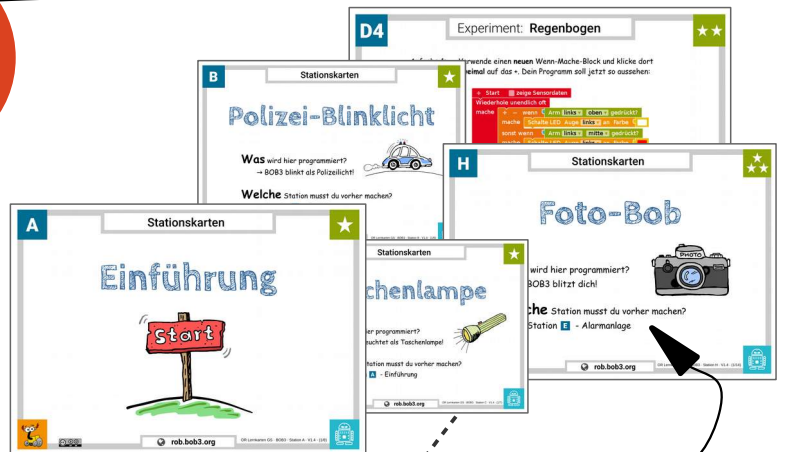 D4
Experiment: Regenbogen
Verwende einen neuen Wenn-Mache-Block und klicke dort
auf das +. Dein Programm soll jetzt so aussehen:
+ Start zeige Sensordaten
Wiederhole unendlich oft
mache + − wenn Arm links oben gedrückt?
mache Schalte LED Auge links an Farbe
sonst wenn Arm links mitte gedrückt?
B
Stationskarten
Polizei-Blinklicht
Was wird hier programmiert?
→ BOB3 blinkt als Polizeilicht!
Welche Station musst du vorher machen?
H
Stationskarten
Foto-Bob
PHOTO
wird hier programmiert?
BOB3 blitzt dich!
Station musst du vorher machen?
Station E - Alarmanlage
rob.bob3.org
A
Stationskarten
Einführung
Start
rob.bob3.org
Stationskarten
programmiert?
als Taschenlampe!
musst du vorher machen?
A - Einführung
rob.bob3.org